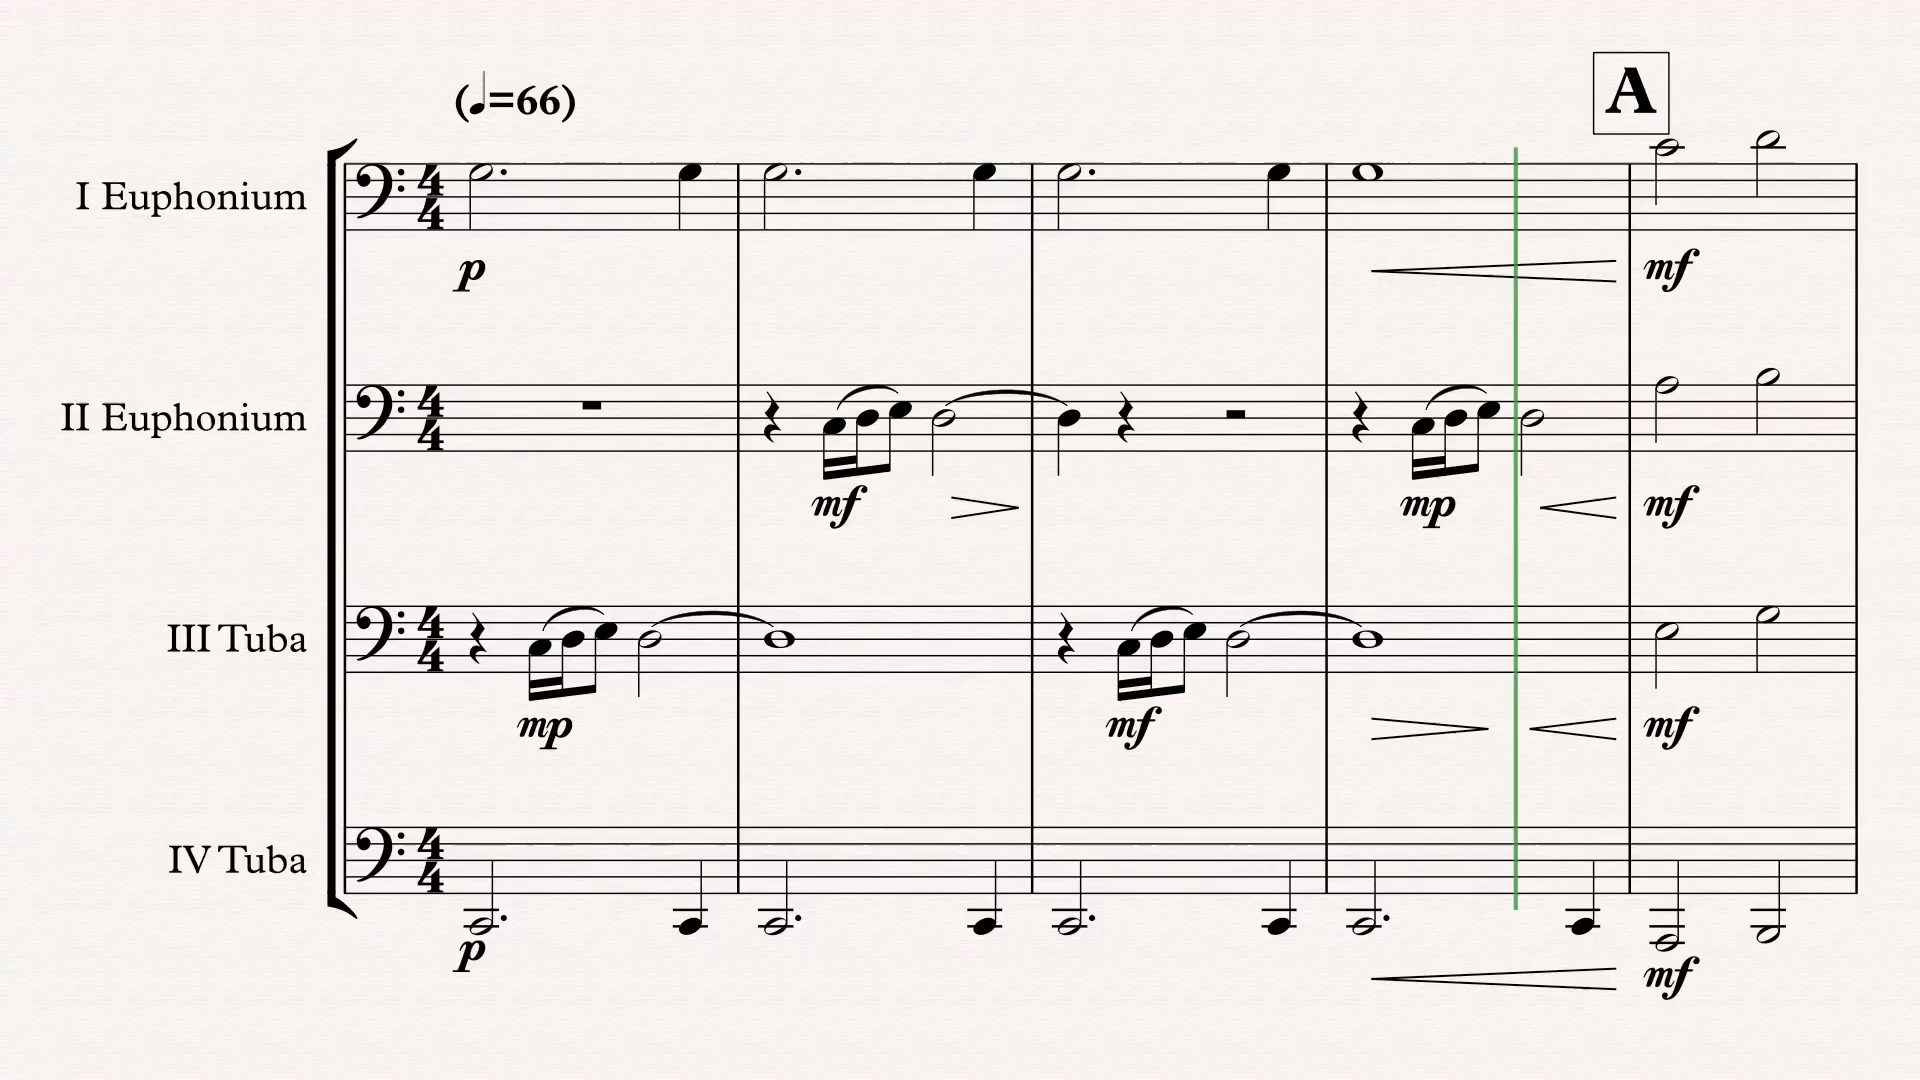 (♩=66)
A
I Euphonium
p
mf
II Euphonium
mf
mp
mf
III Tuba
mp
mf
mf
IV Tuba
p
mf